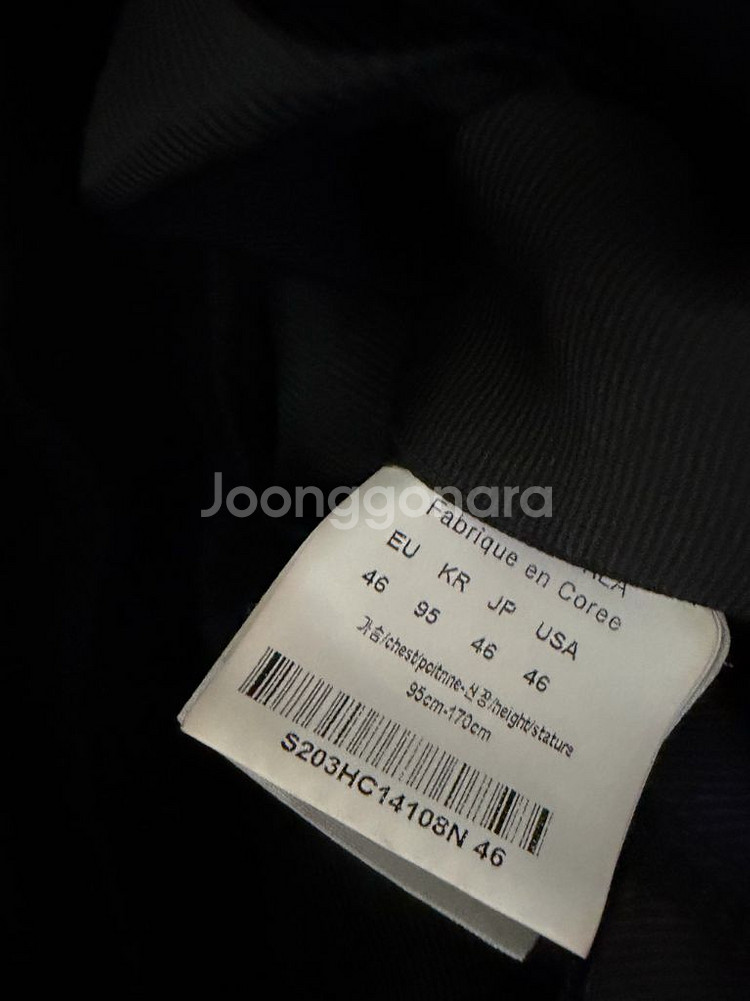 Joonggonara
Fabrique en Coree
EU KR JP USA
46 95 46 46
가슴/chest/poitrine-신장/height/stature
95cm-170cm
S203HC14108N 46